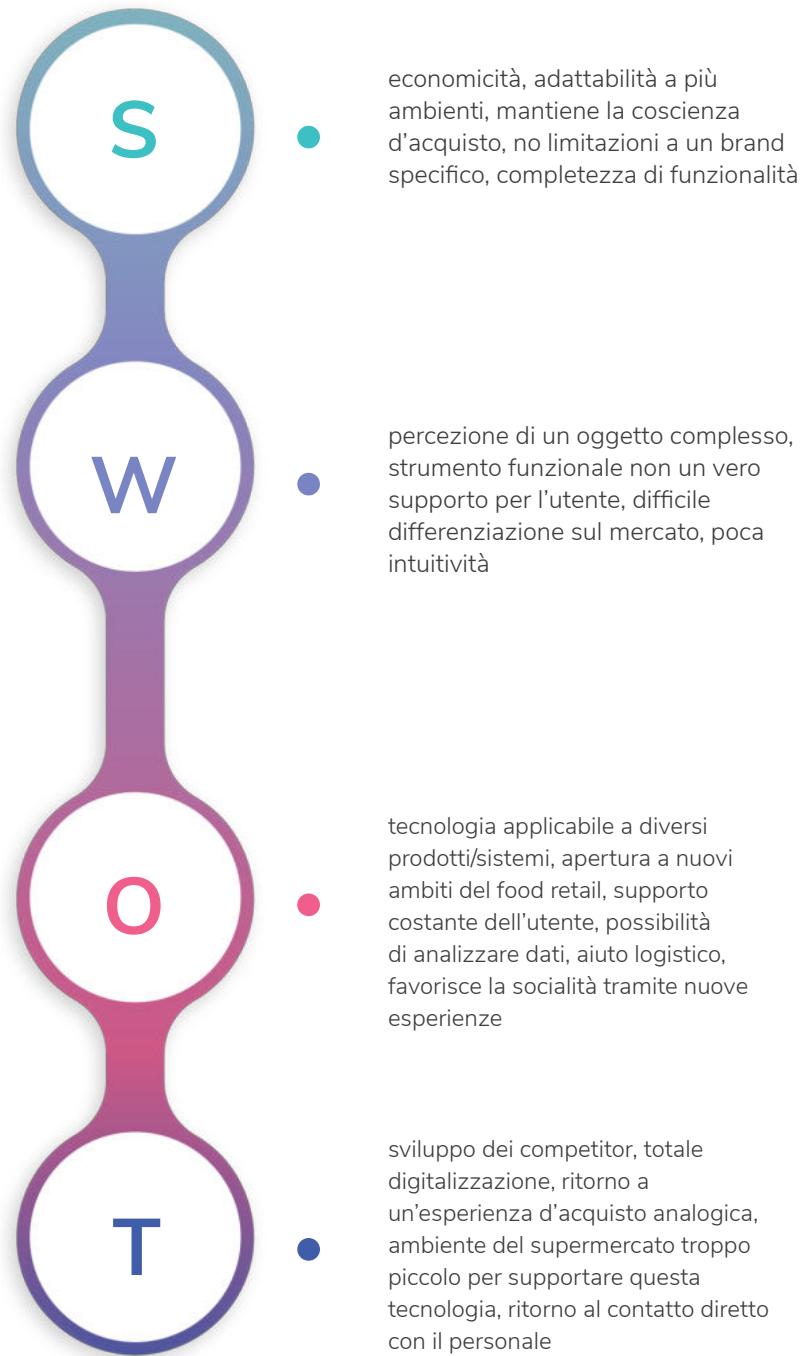 S
economicità, adattabilità a più
ambienti, mantiene la coscienza
d’acquisto, no limitazioni a un brand
specifico, completezza di funzionalità
W
percezione di un oggetto complesso,
strumento funzionale non un vero
supporto per l’utente, difficile
differenziazione sul mercato, poca
intuitività
O
tecnologia applicabile a diversi
prodotti/sistemi, apertura a nuovi
ambiti del food retail, supporto
costante dell’utente, possibilità
di analizzare dati, aiuto logistico,
favorisce la socialità tramite nuove
esperienze
T
sviluppo dei competitor, totale
digitalizzazione, ritorno a
un’esperienza d’acquisto analogica,
ambiente del supermercato troppo
piccolo per supportare questa
tecnologia, ritorno al contatto diretto
con il personale